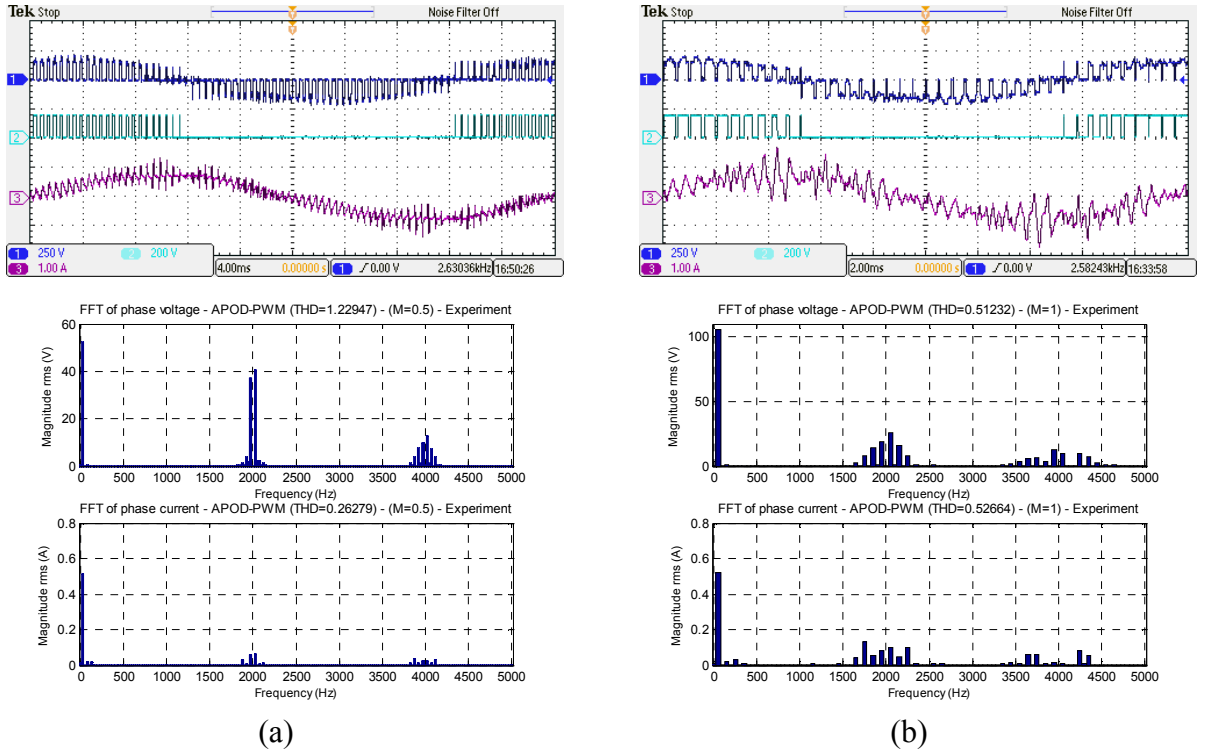 Tek Stop Noise Filter Off
1
2
3
1 250 V 2 200 V
3 1.00 A 4.00ms 0.00000 s 1 0.00 V 2.63036kHz 16:50:26
FFT of phase voltage - APOD-PWM (THD=1.22947) - (M=0.5) - Experiment
Magnitude rms (V)
60
40
20
0
0 500 1000 1500 2000 2500 3000 3500 4000 4500 5000
Frequency (Hz)
FFT of phase current - APOD-PWM (THD=0.26279) - (M=0.5) - Experiment
Magnitude rms (A)
0.8
0.6
0.4
0.2
0
0 500 1000 1500 2000 2500 3000 3500 4000 4500 5000
Frequency (Hz)
(a)
Tek Stop Noise Filter Off
1
2
3
1 250 V 2 200 V
3 1.00 A 2.00ms 0.00000 s 1 0.00 V 2.58243kHz 16:33:58
FFT of phase voltage - APOD-PWM (THD=0.51232) - (M=1) - Experiment
Magnitude rms (V)
100
50
0
0 500 1000 1500 2000 2500 3000 3500 4000 4500 5000
Frequency (Hz)
FFT of phase current - APOD-PWM (THD=0.52664) - (M=1) - Experiment
Magnitude rms (A)
0.8
0.6
0.4
0.2
0
0 500 1000 1500 2000 2500 3000 3500 4000 4500 5000
Frequency (Hz)
(b)